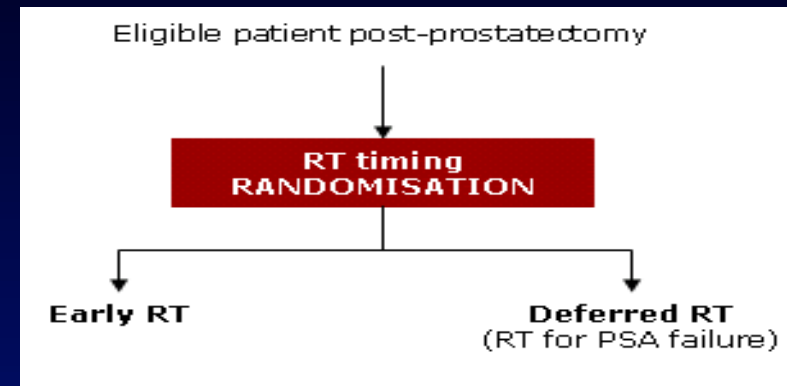 Eligible patient post-prostatectomy
RT timing
RANDOMISATION
Early RT
Deferred RT
(RT for PSA failure)